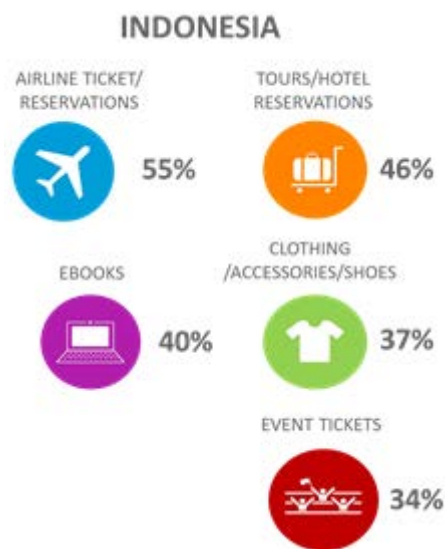 INDONESIA
AIRLINE TICKET/
RESERVATIONS
55%
TOURS/HOTEL
RESERVATIONS
46%
EBOOKS
40%
CLOTHING
/ACCESSORIES/SHOES
37%
EVENT TICKETS
34%